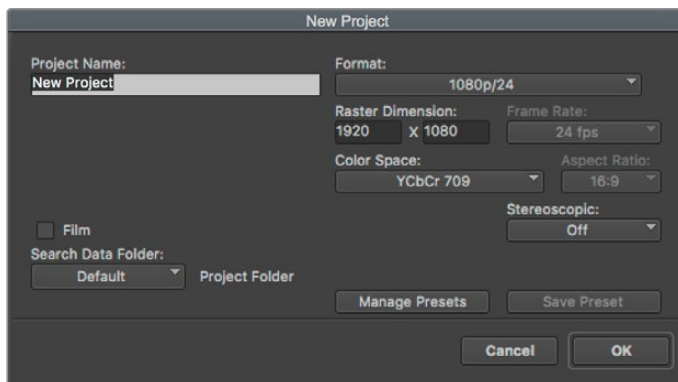 New Project
Project Name:
New Project
Format:
1080p/24
Raster Dimension:
Frame Rate:
1920 x 1080
24 fps
Color Space:
Aspect Ratio:
YCbCr 709
16:9
Stereoscopic:
Off
Film
Search Data Folder:
Default
Project Folder
Manage Presets
Save Preset
Cancel
OK